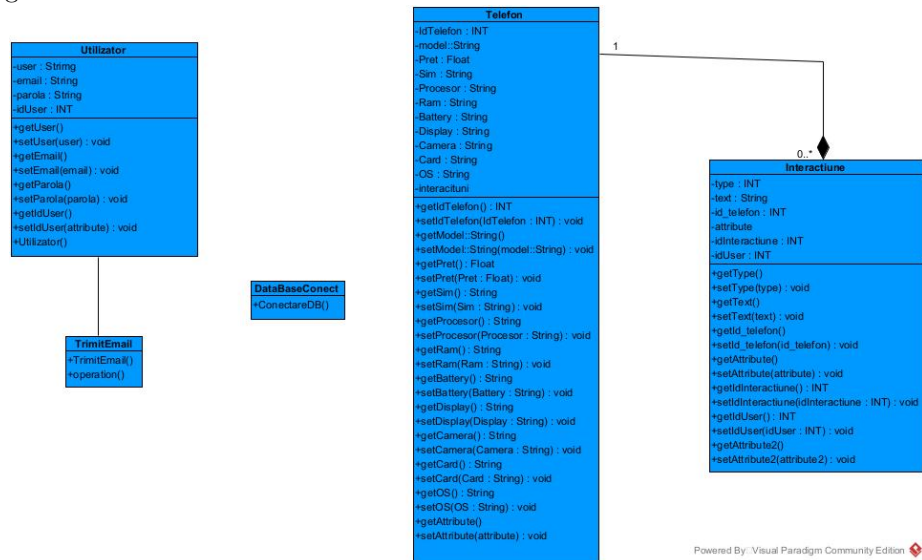 Utilizator
-user : Strimg
-email : String
-parola : String
-idUser : INT
+getUser()
+setUser(user) : void
+getEmail()
+setEmail(email) : void
+getParola()
+setParola(parola) : void
+getIdUser()
+setIdUser(attribute) : void
+Utilizator()
TrimitEmail
+TrimitEmail()
+operation()
DataBaseConect
+ConectareDB()
Telefon
-IdTelefon : INT
-model::String
-Pret : Float
-Sim : String
-Procesor : String
-Ram : String
-Battery : String
-Display : String
-Camera : String
-Card : String
-OS : String
-interacituni
+getIdTelefon() : INT
+setIdTelefon(IdTelefon : INT) : void
+getModel::String()
+setModel::String(model::String) : void
+getPret() : Float
+setPret(Pret : Float) : void
+getSim() : String
+setSim(Sim : String) : void
+getProcesor() : String
+setProcesor(Procesor : String) : void
+getRam() : String
+setRam(Ram : String) : void
+getBattery() : String
+setBattery(Battery : String) : void
+getDisplay() : String
+setDisplay(Display : String) : void
+getCamera() : String
+setCamera(Camera : String) : void
+getCard() : String
+setCard(Card : String) : void
+getOS() : String
+setOS(OS : String) : void
+getAttribute()
+setAttribute(attribute) : void
1
0..*
Interactiune
-type : INT
-text : String
-id_telefon : INT
-attribute
-idInteractiune : INT
-idUser : INT
+getType()
+setType(type) : void
+getText()
+setText(text) : void
+getId_telefon()
+setId_telefon(id_telefon) : void
+getAttribute()
+setAttribute(attribute) : void
+getIdInteractiune() : INT
+setIdInteractiune(idInteractiune : INT) : void
+getIdUser() : INT
+setIdUser(idUser : INT) : void
+getAttribute2()
+setAttribute2(attribute2) : void
Powered By: Visual Paradigm Community Edition